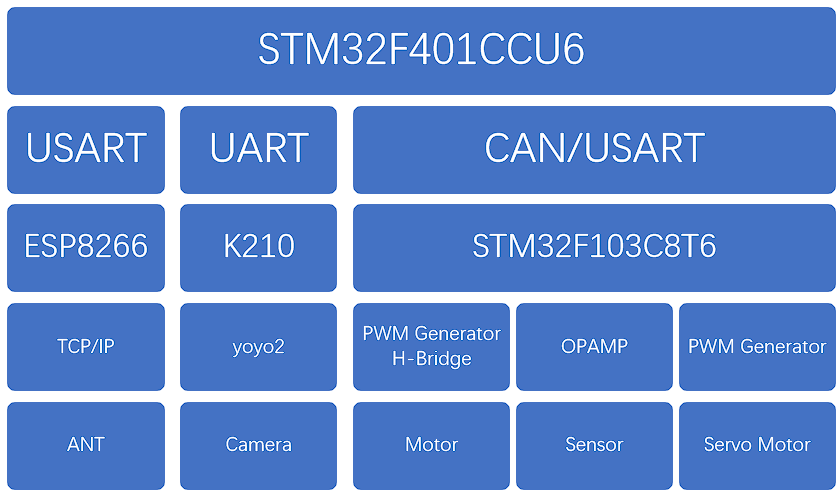 STM32F401CCU6
USART
UART
CAN/USART
ESP8266
K210
STM32F103C8T6
TCP/IP
yoyo2
PWM Generator
H-Bridge
OPAMP
PWM Generator
ANT
Camera
Motor
Sensor
Servo Motor